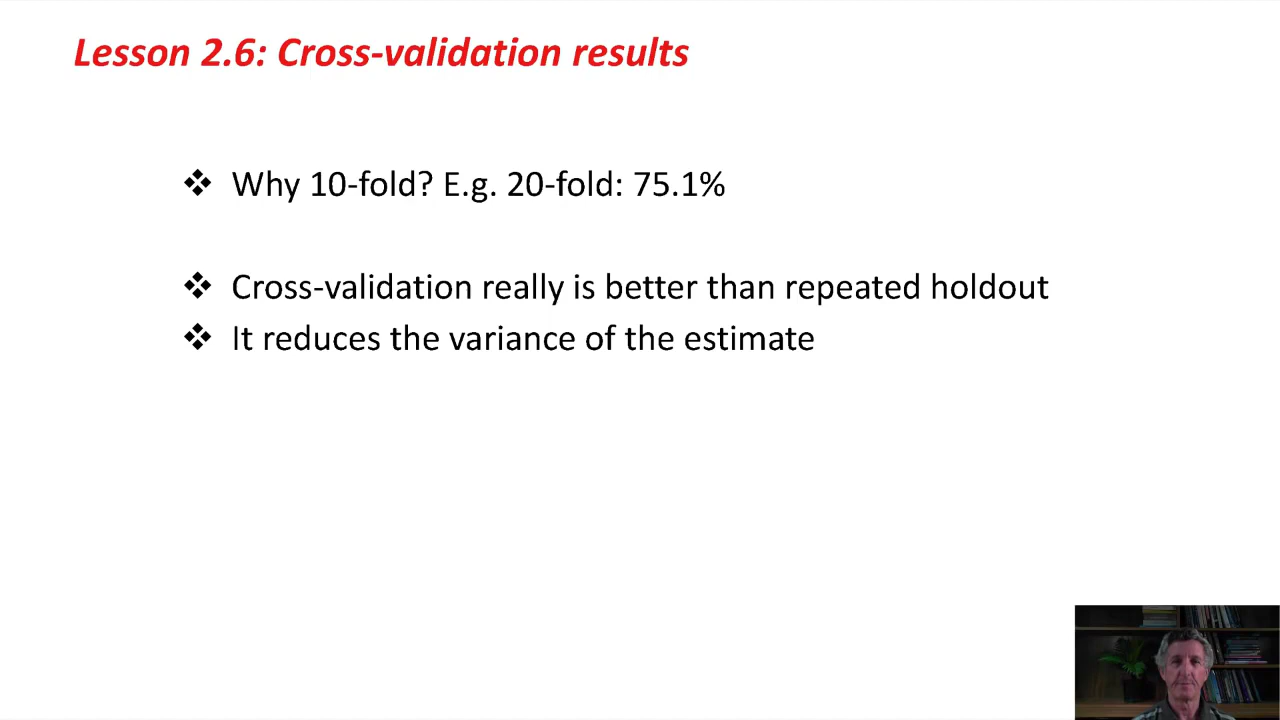 Lesson 2.6: Cross-validation results
❖ Why 10-fold? E.g. 20-fold: 75.1%
❖ Cross-validation really is better than repeated holdout
❖ It reduces the variance of the estimate